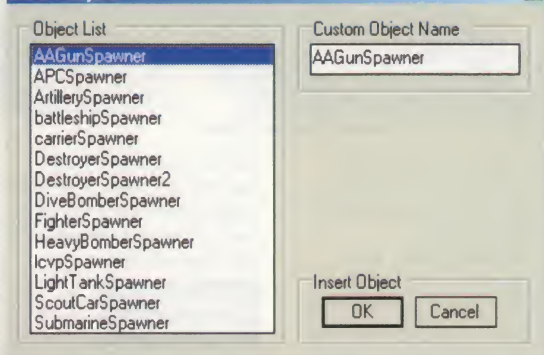 Object List
AAGunSpawner
APCSpawner
ArtillerySpawner
battleshipSpawner
carrierSpawner
DestroyerSpawner
DestroyerSpawner2
DiveBomberSpawner
FighterSpawner
HeavyBomberSpawner
lcvpSpawner
LightTankSpawner
ScoutCarSpawner
SubmarineSpawner
Custom Object Name
AAGunSpawner
Insert Object
OK
Cancel